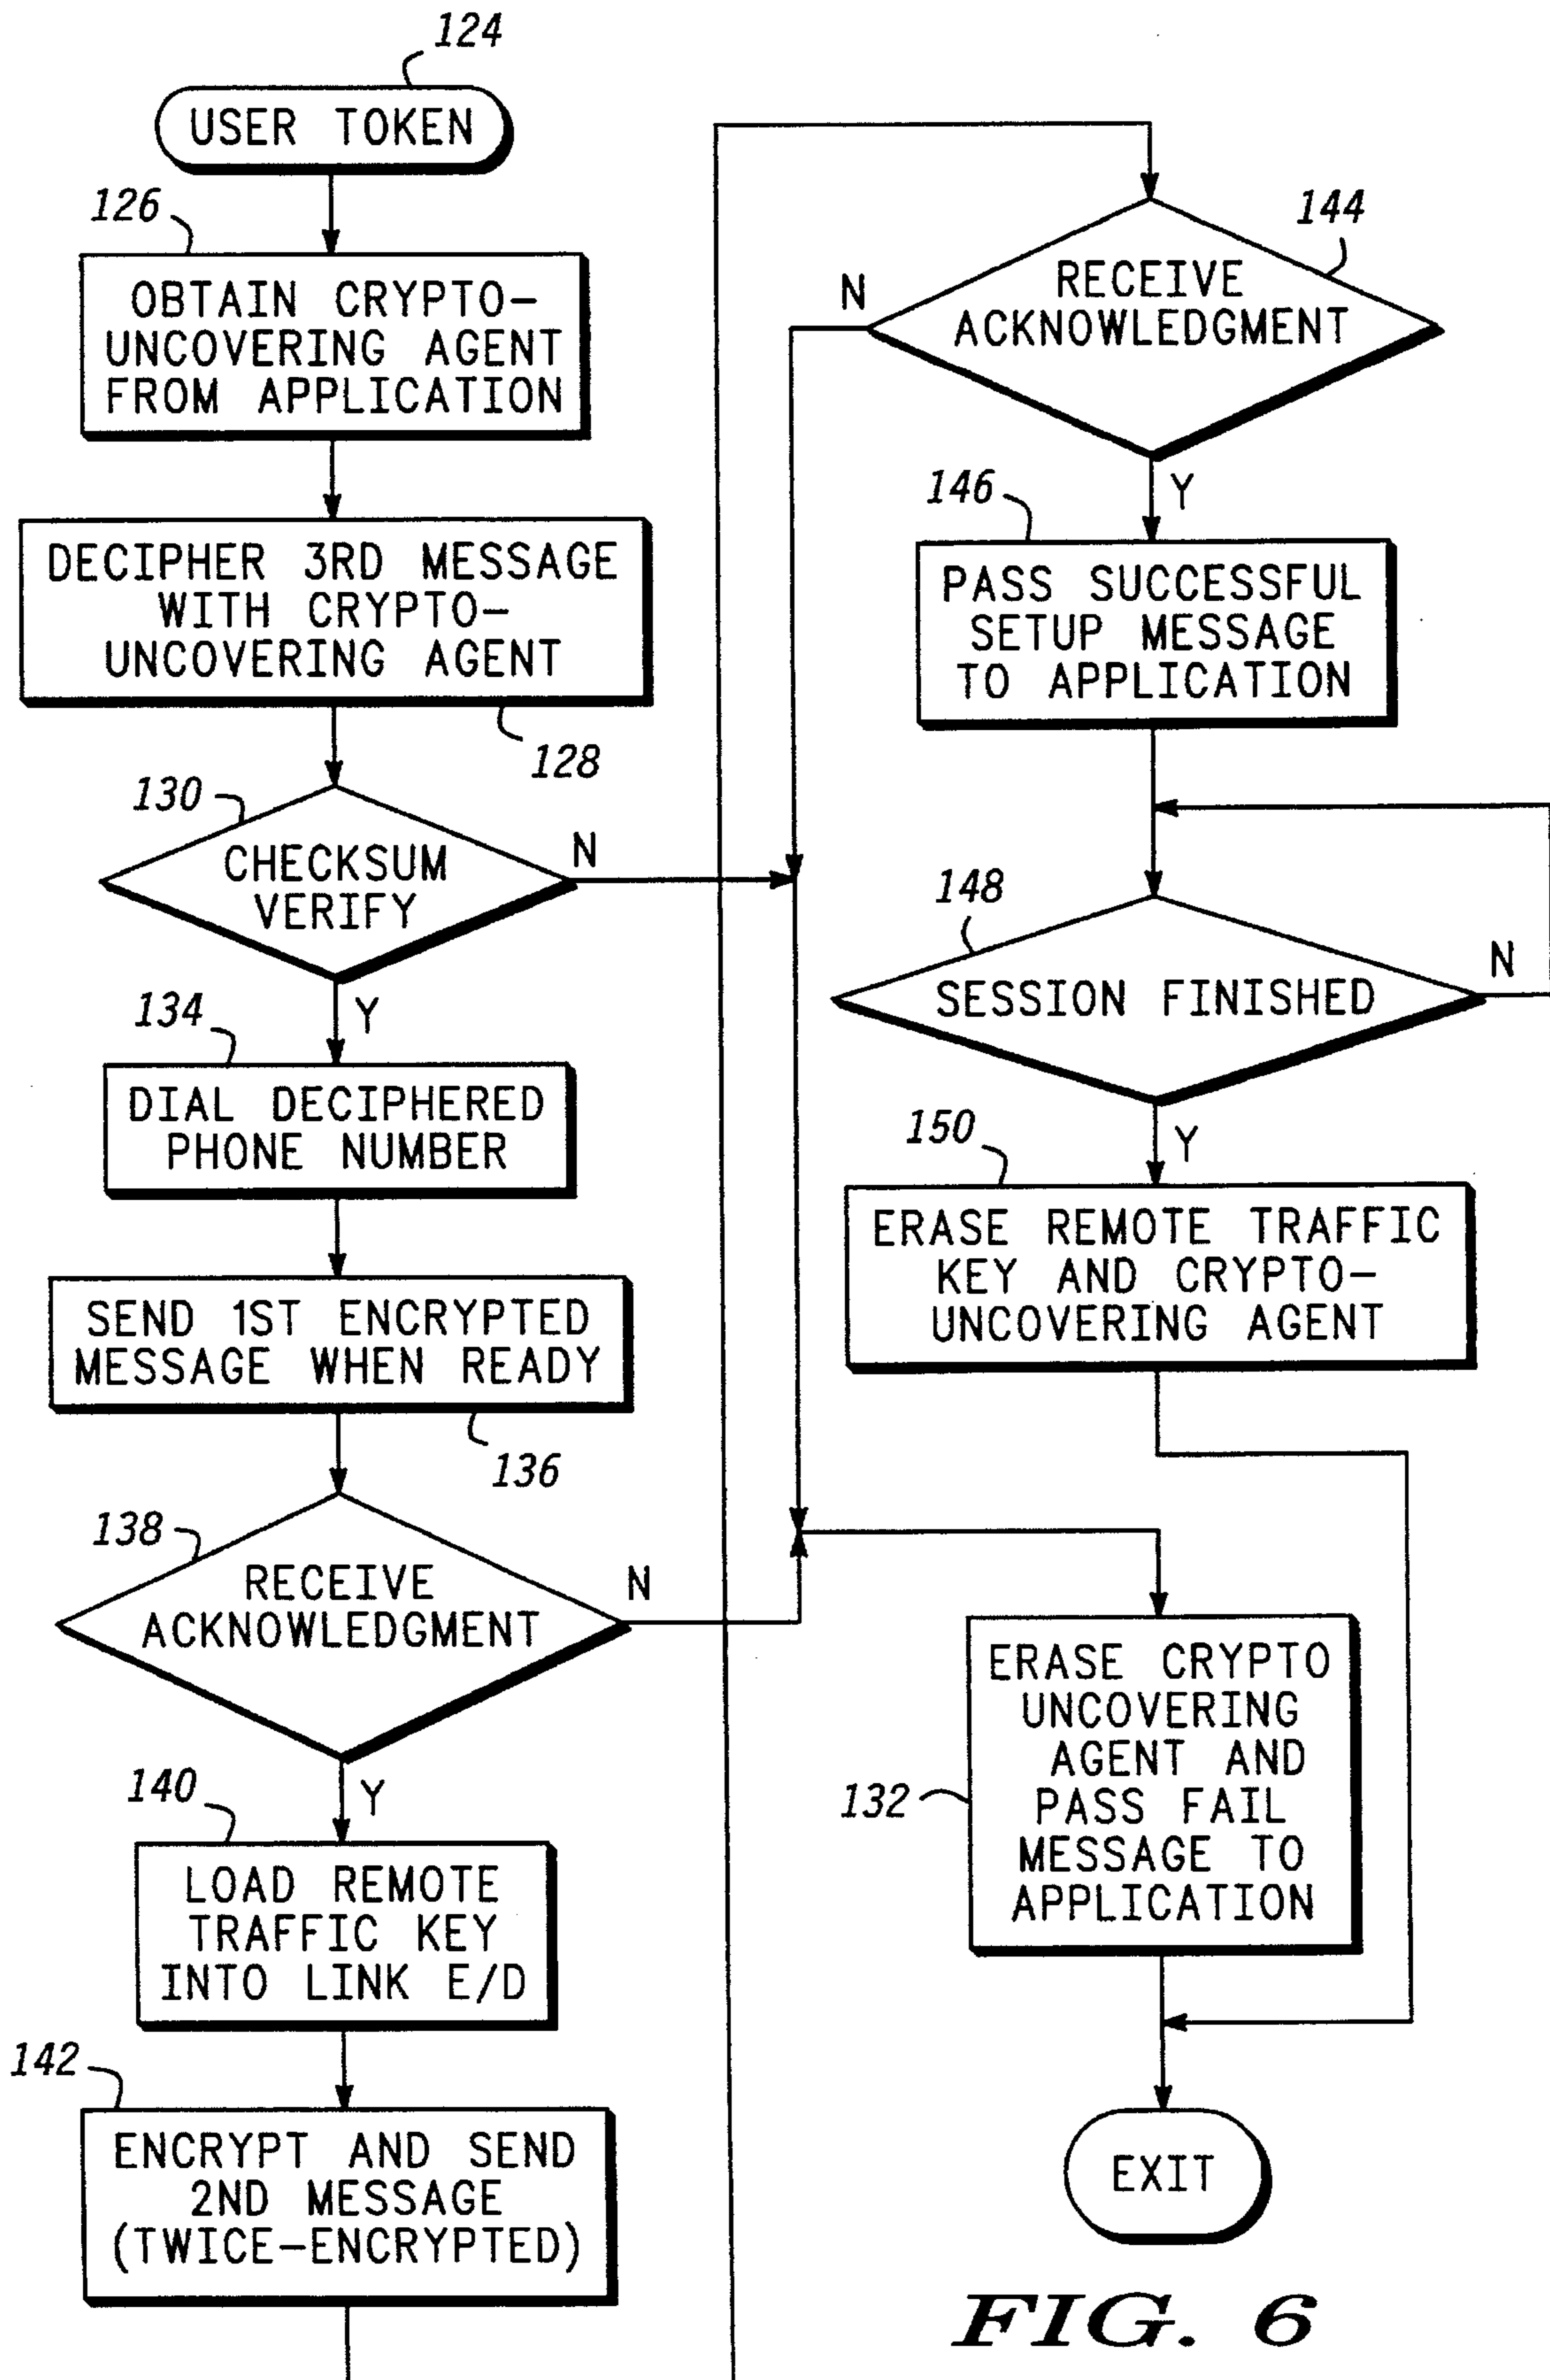 124
USER TOKEN
126
OBTAIN CRYPTO-
UNCOVERING AGENT
FROM APPLICATION
DECIPHER 3RD MESSAGE
WITH CRYPTO-
UNCOVERING AGENT
128
130
CHECKSUM
VERIFY
N
Y
134
DIAL DECIPHERED
PHONE NUMBER
SEND 1ST ENCRYPTED
MESSAGE WHEN READY
136
138
RECEIVE
ACKNOWLEDGMENT
N
Y
140
LOAD REMOTE
TRAFFIC KEY
INTO LINK E/D
142
ENCRYPT AND SEND
2ND MESSAGE
(TWICE-ENCRYPTED)
144
RECEIVE
ACKNOWLEDGMENT
N
Y
146
PASS SUCCESSFUL
SETUP MESSAGE
TO APPLICATION
148
SESSION FINISHED
N
Y
150
ERASE REMOTE TRAFFIC
KEY AND CRYPTO-
UNCOVERING AGENT
132
ERASE CRYPTO
UNCOVERING
AGENT AND
PASS FAIL
MESSAGE TO
APPLICATION
EXIT
FIG. 6